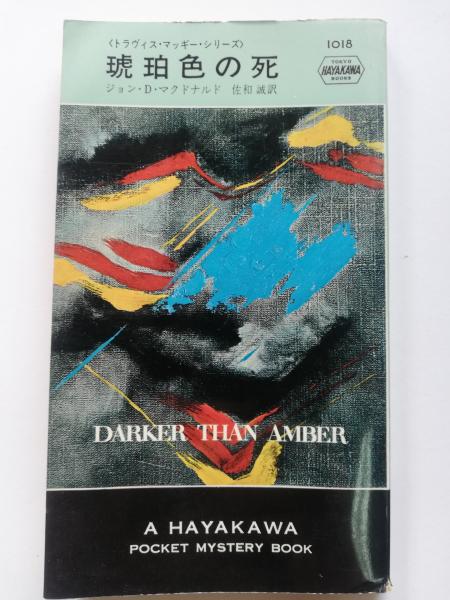 〈トラヴィス・マッギー・シリーズ〉
1018
琥珀色の死
TOKYO
HAYAKAWA
BOOKS
ジョン・D・マクドナルド 佐和 誠訳
DARKER THAN AMBER
A HAYAKAWA
POCKET MYSTERY BOOK